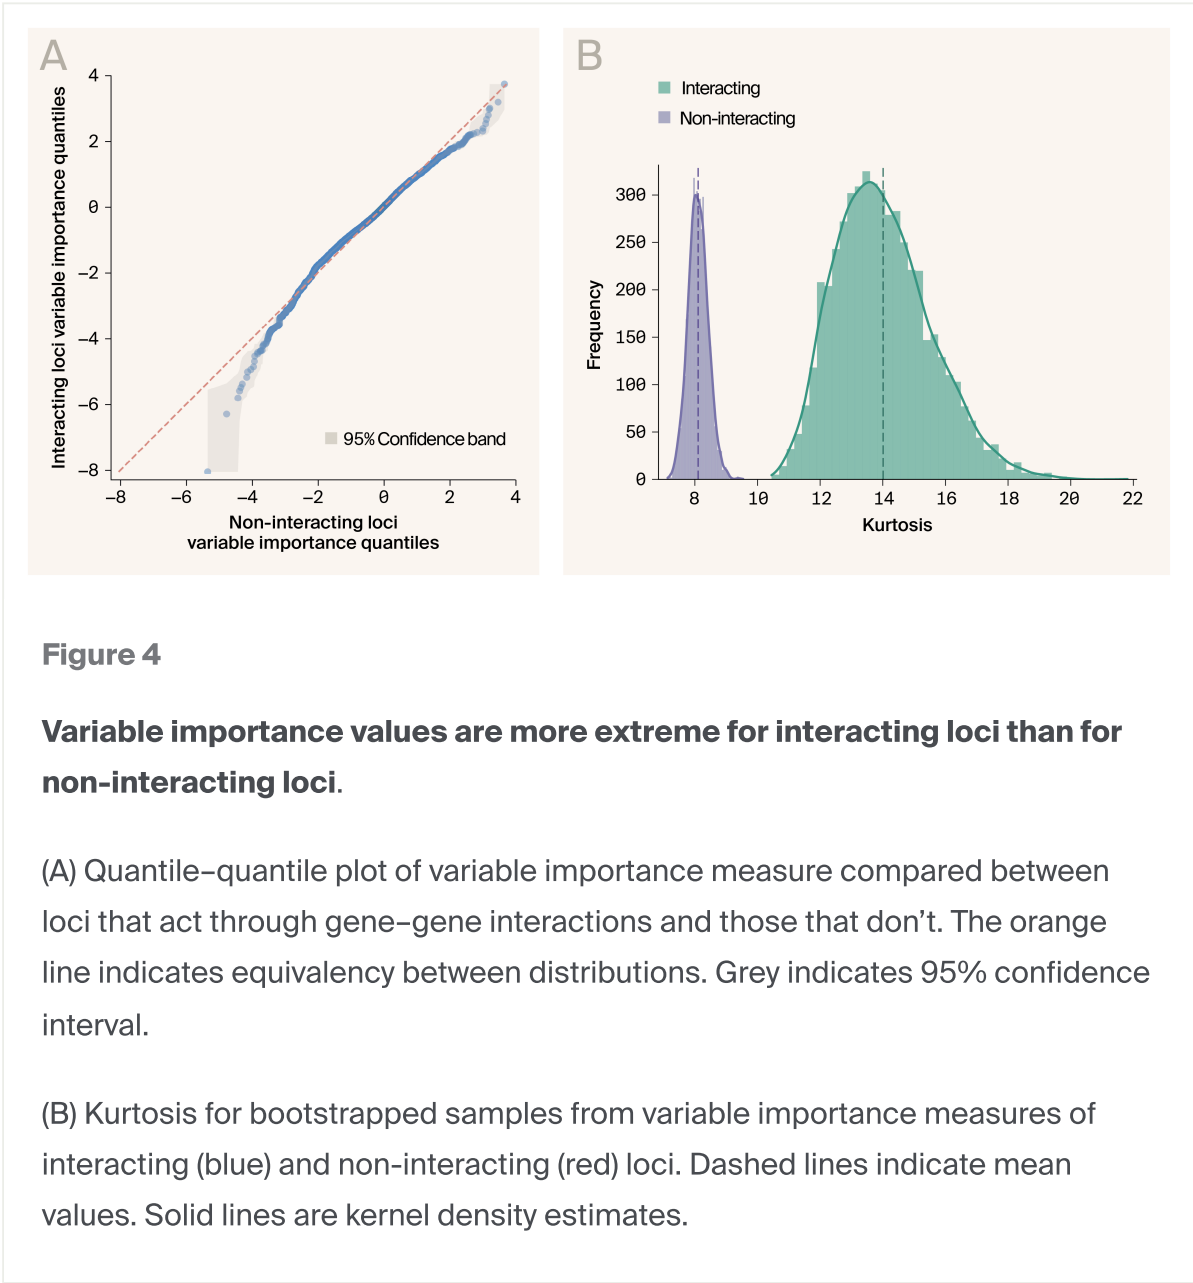 A
4
2
0
−2
−4
−6
−8
Interacting loci variable importance quantiles
95% Confidence band
−8 −6 −4 −2 0 2 4
Non-interacting loci
variable importance quantiles
B
Interacting
Non-interacting
300
250
200
150
100
50
0
Frequency
8 10 12 14 16 18 20 22
Kurtosis
Figure 4
Variable importance values are more extreme for interacting loci than for
non-interacting loci.
(A) Quantile–quantile plot of variable importance measure compared between
loci that act through gene–gene interactions and those that don’t. The orange
line indicates equivalency between distributions. Grey indicates 95% confidence
interval.
(B) Kurtosis for bootstrapped samples from variable importance measures of
interacting (blue) and non-interacting (red) loci. Dashed lines indicate mean
values. Solid lines are kernel density estimates.